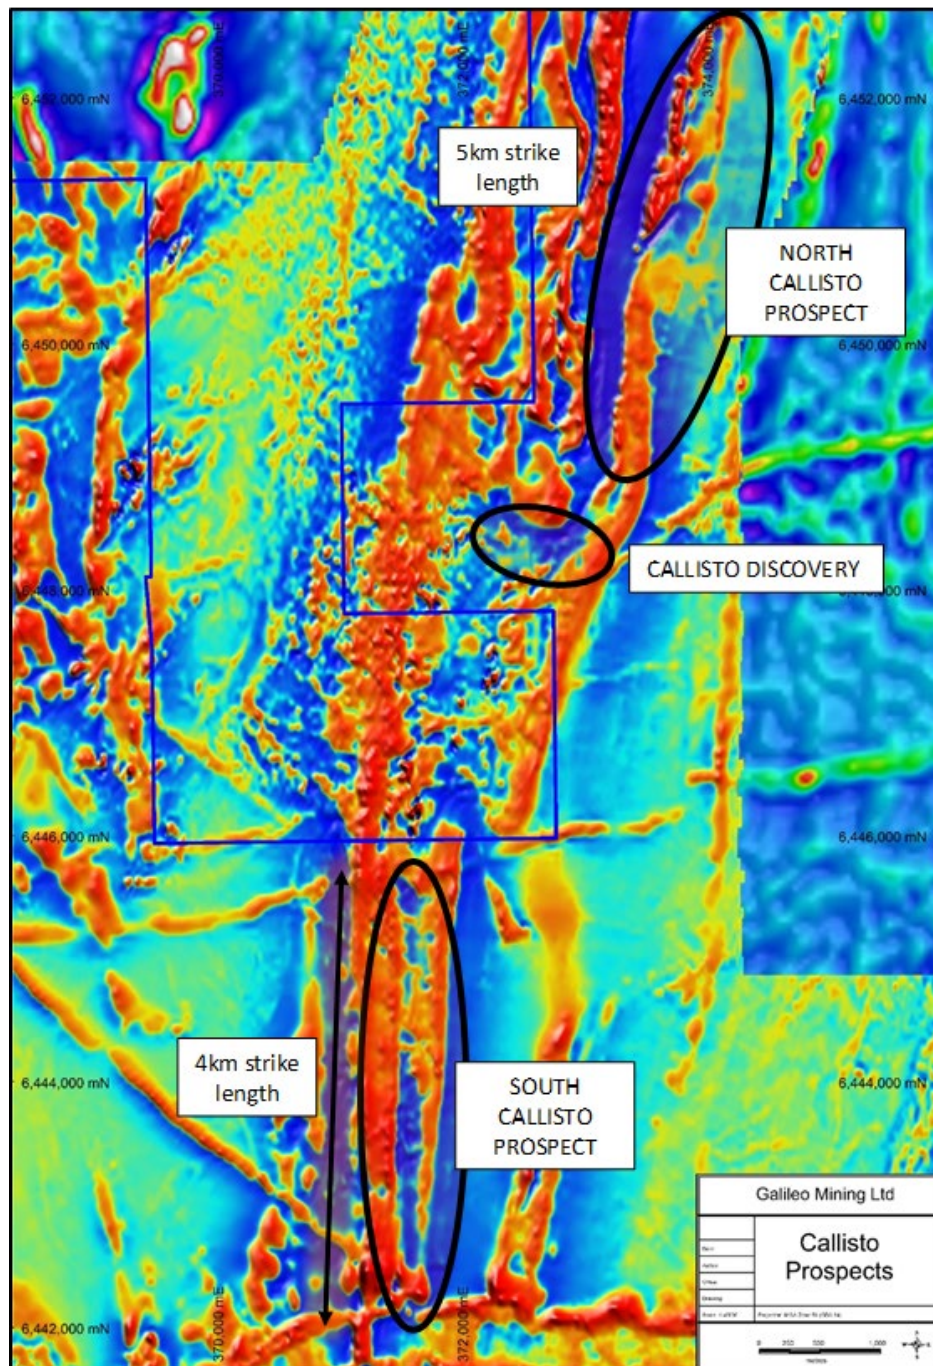 370,000 mE
372,000 mE
374,000 mE
6,452,000 mN
6,452,000 mN
5km strike
length
NORTH
CALLISTO
PROSPECT
6,450,000 mN
6,450,000 mN
CALLISTO DISCOVERY
6,448,000 mN
6,446,000 mN
6,446,000 mN
4km strike
length
SOUTH
CALLISTO
PROSPECT
6,444,000 mN
6,444,000 mN
370,000 mE
372,000 mE
6,442,000 mN
Galileo Mining Ltd
Callisto
Prospects
0
1,000